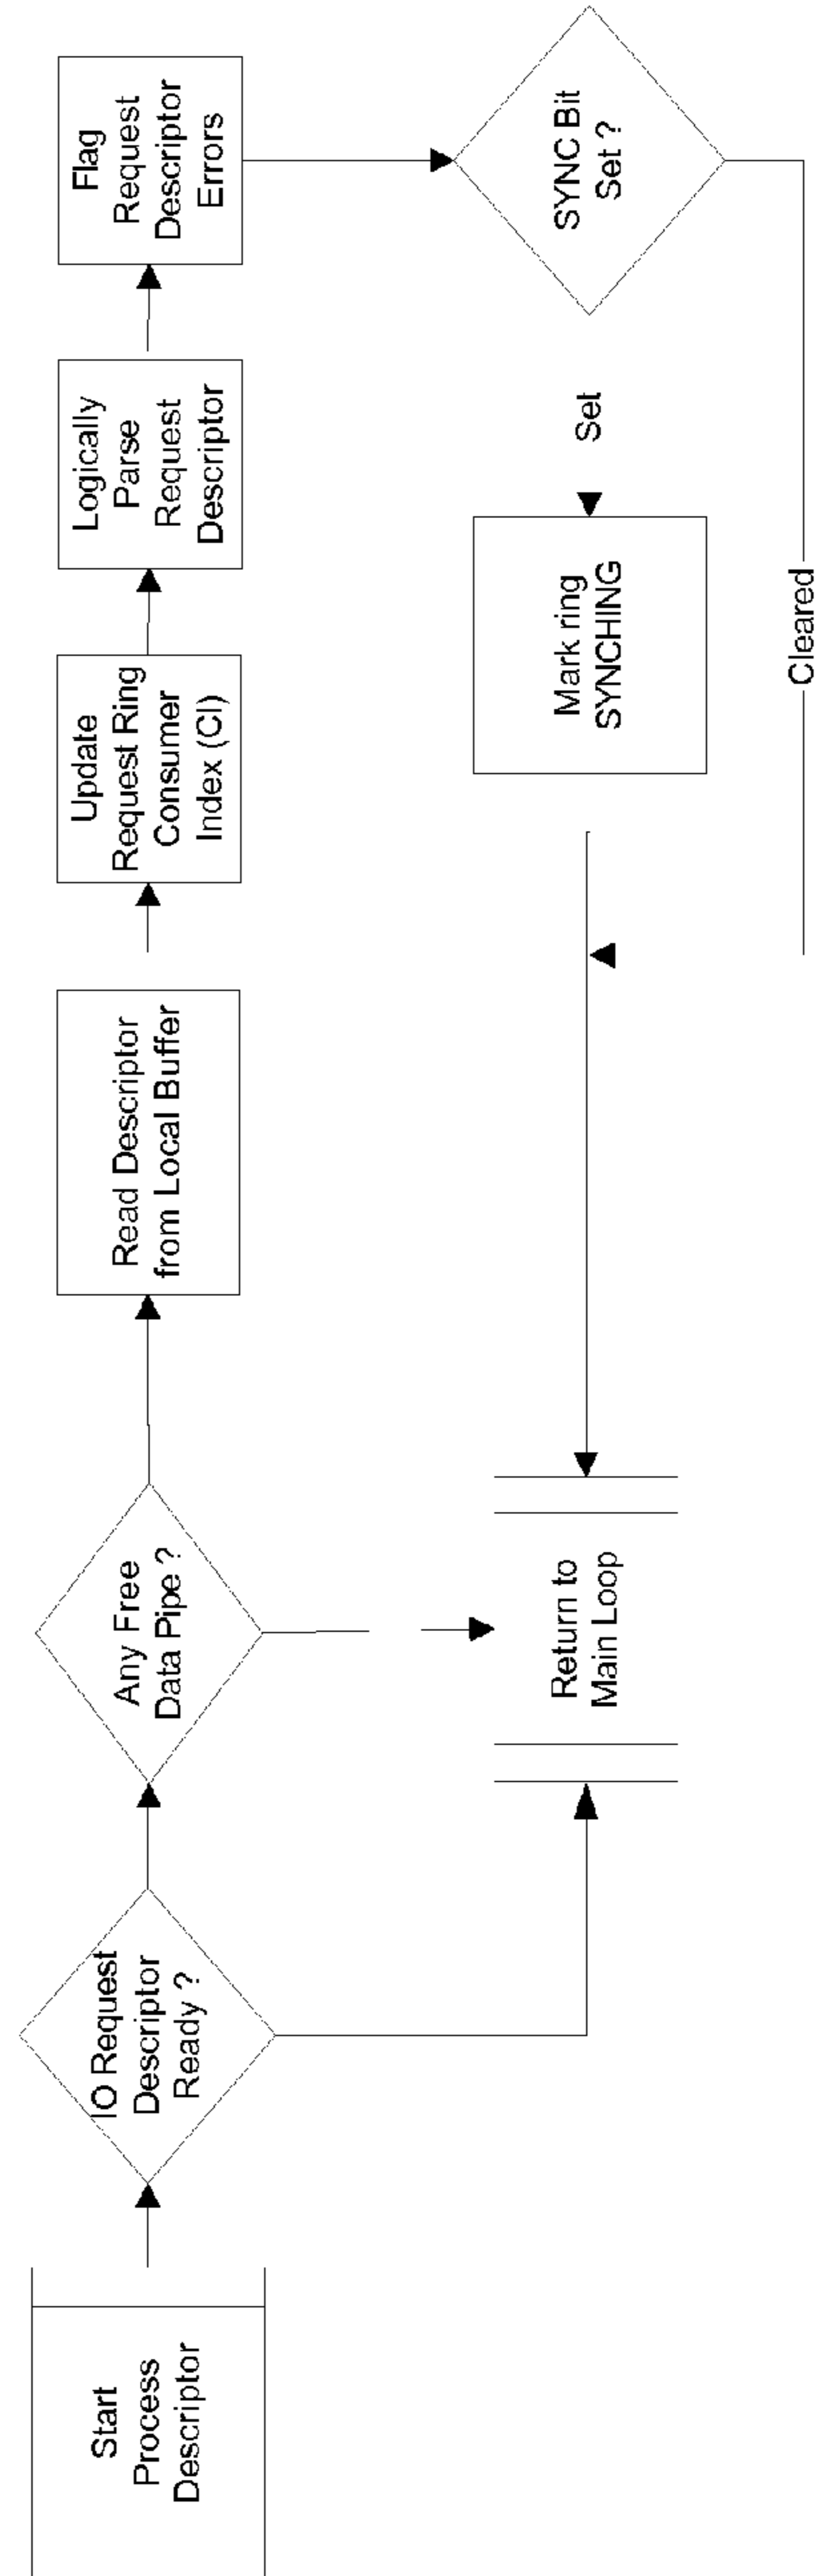 Start
Process
Descriptor
IO Request
Descriptor
Ready ?
Any Free
Data Pipe ?
Read Descriptor
from Local Buffer
Update
Request Ring
Consumer
Index (CI)
Logically
Parse
Request
Descriptor
Flag
Request
Descriptor
Errors
SYNC Bit
Set ?
Set
Mark ring
SYNCHING
Cleared
Return to
Main Loop